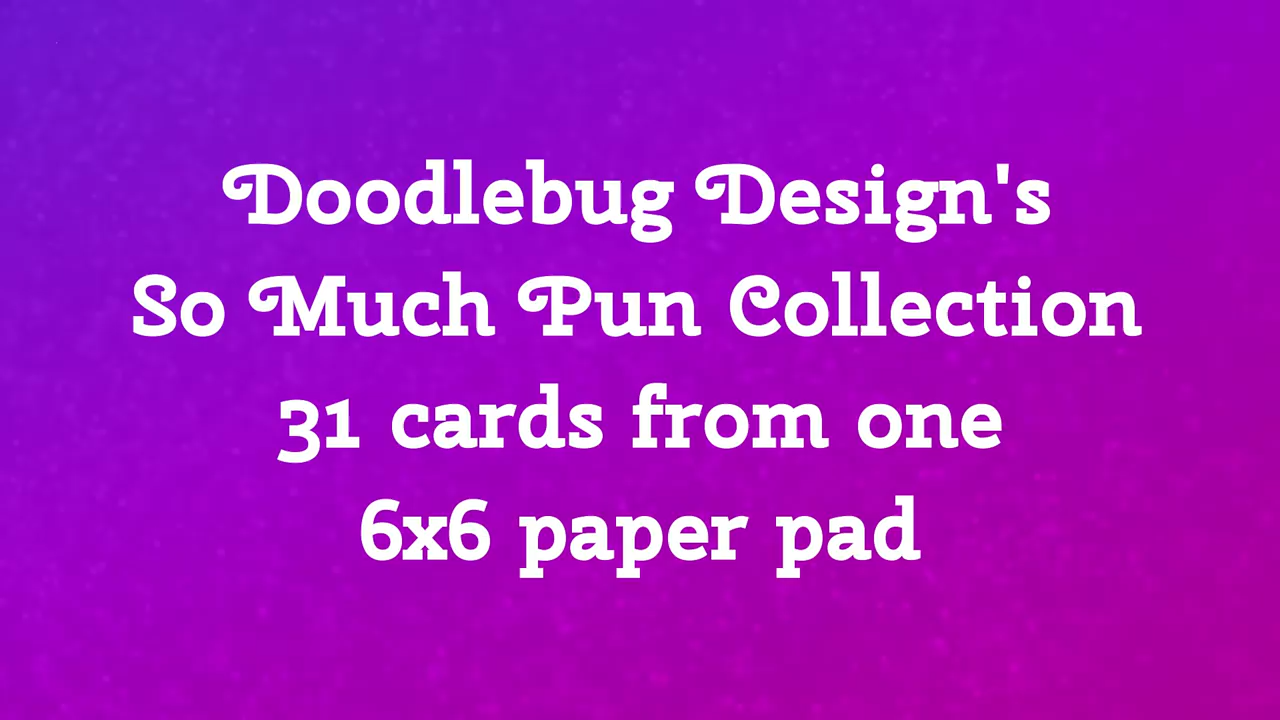 Doodlebug Design's
So Much Pun Collection
31 cards from one
6x6 paper pad